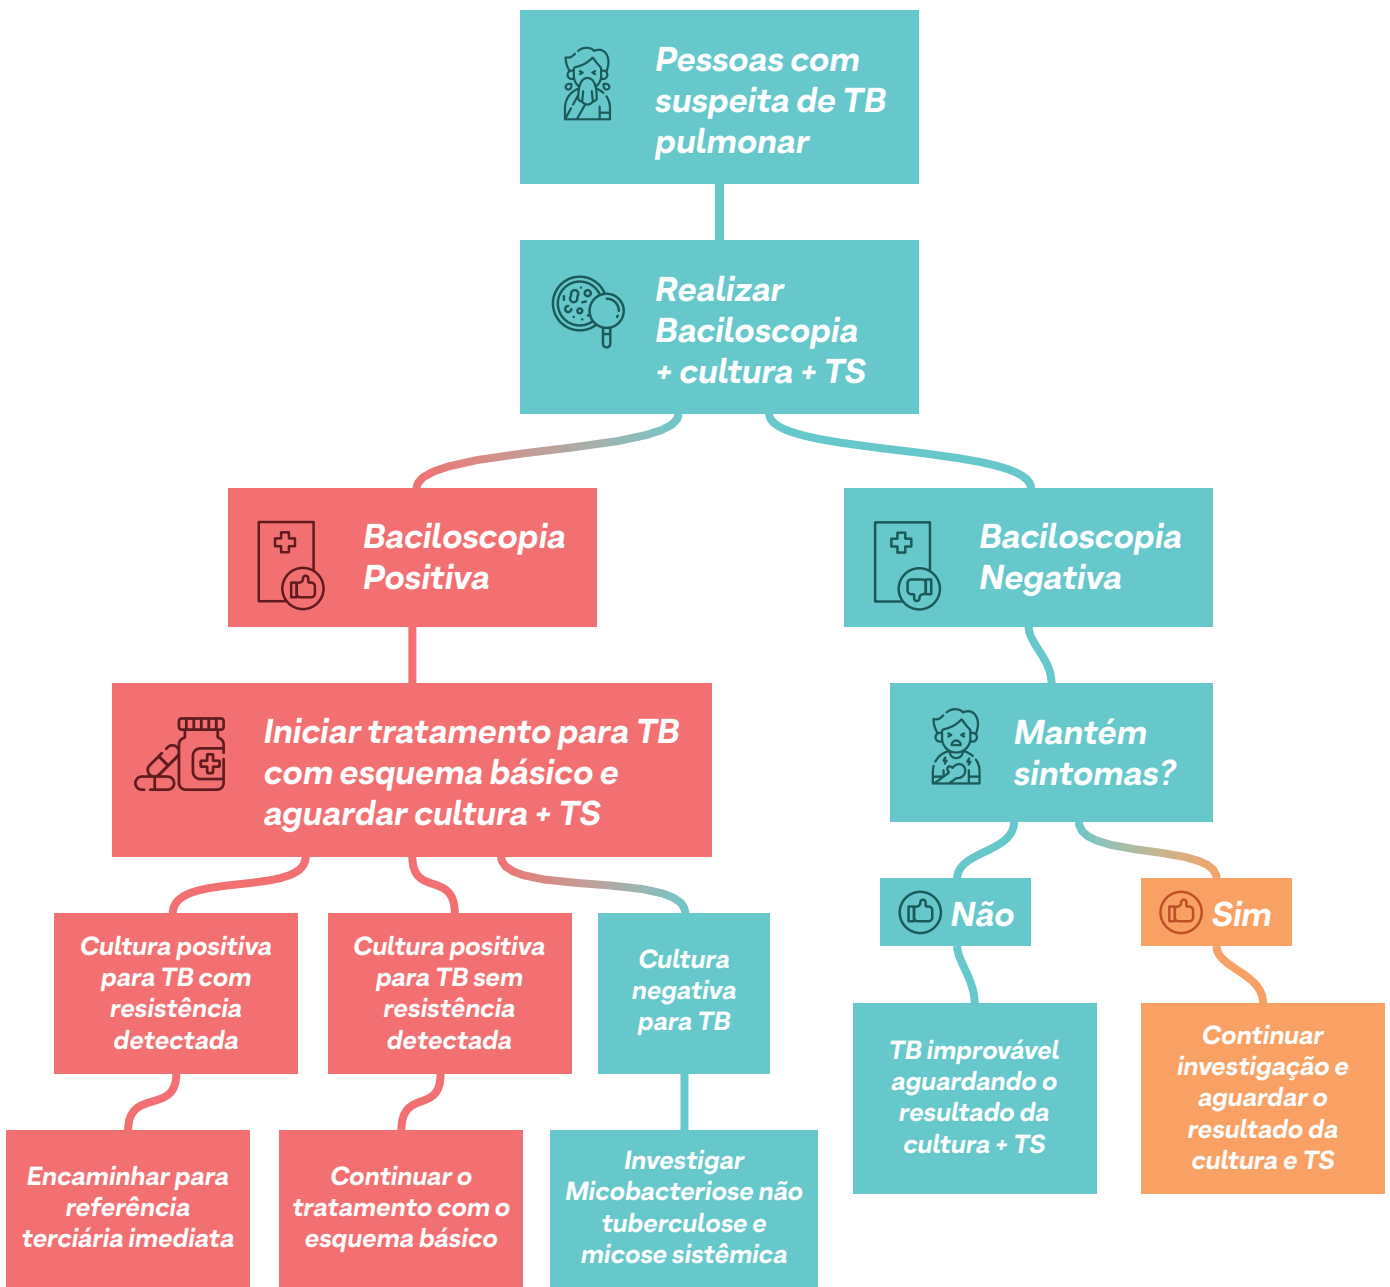 Pessoas com
suspeita de TB
pulmonar
Realizar
Baciloscopia
+ cultura + TS
Baciloscopia
Positiva
Baciloscopia
Negativa
Iniciar tratamento para TB
com esquema básico e
aguardar cultura + TS
Mantém
sintomas?
Não
Sim
Cultura positiva
para TB com
resistência
detectada
Cultura positiva
para TB sem
resistência
detectada
Cultura
negativa
para TB
TB improvável
aguardando o
resultado da
cultura + TS
Continuar
investigação e
aguardar o
resultado da
cultura e TS
Encaminhar para
referência
terciária imediata
Continuar o
tratamento com o
esquema básico
Investigar
Micobacteriose não
tuberculose e
micose sistêmica